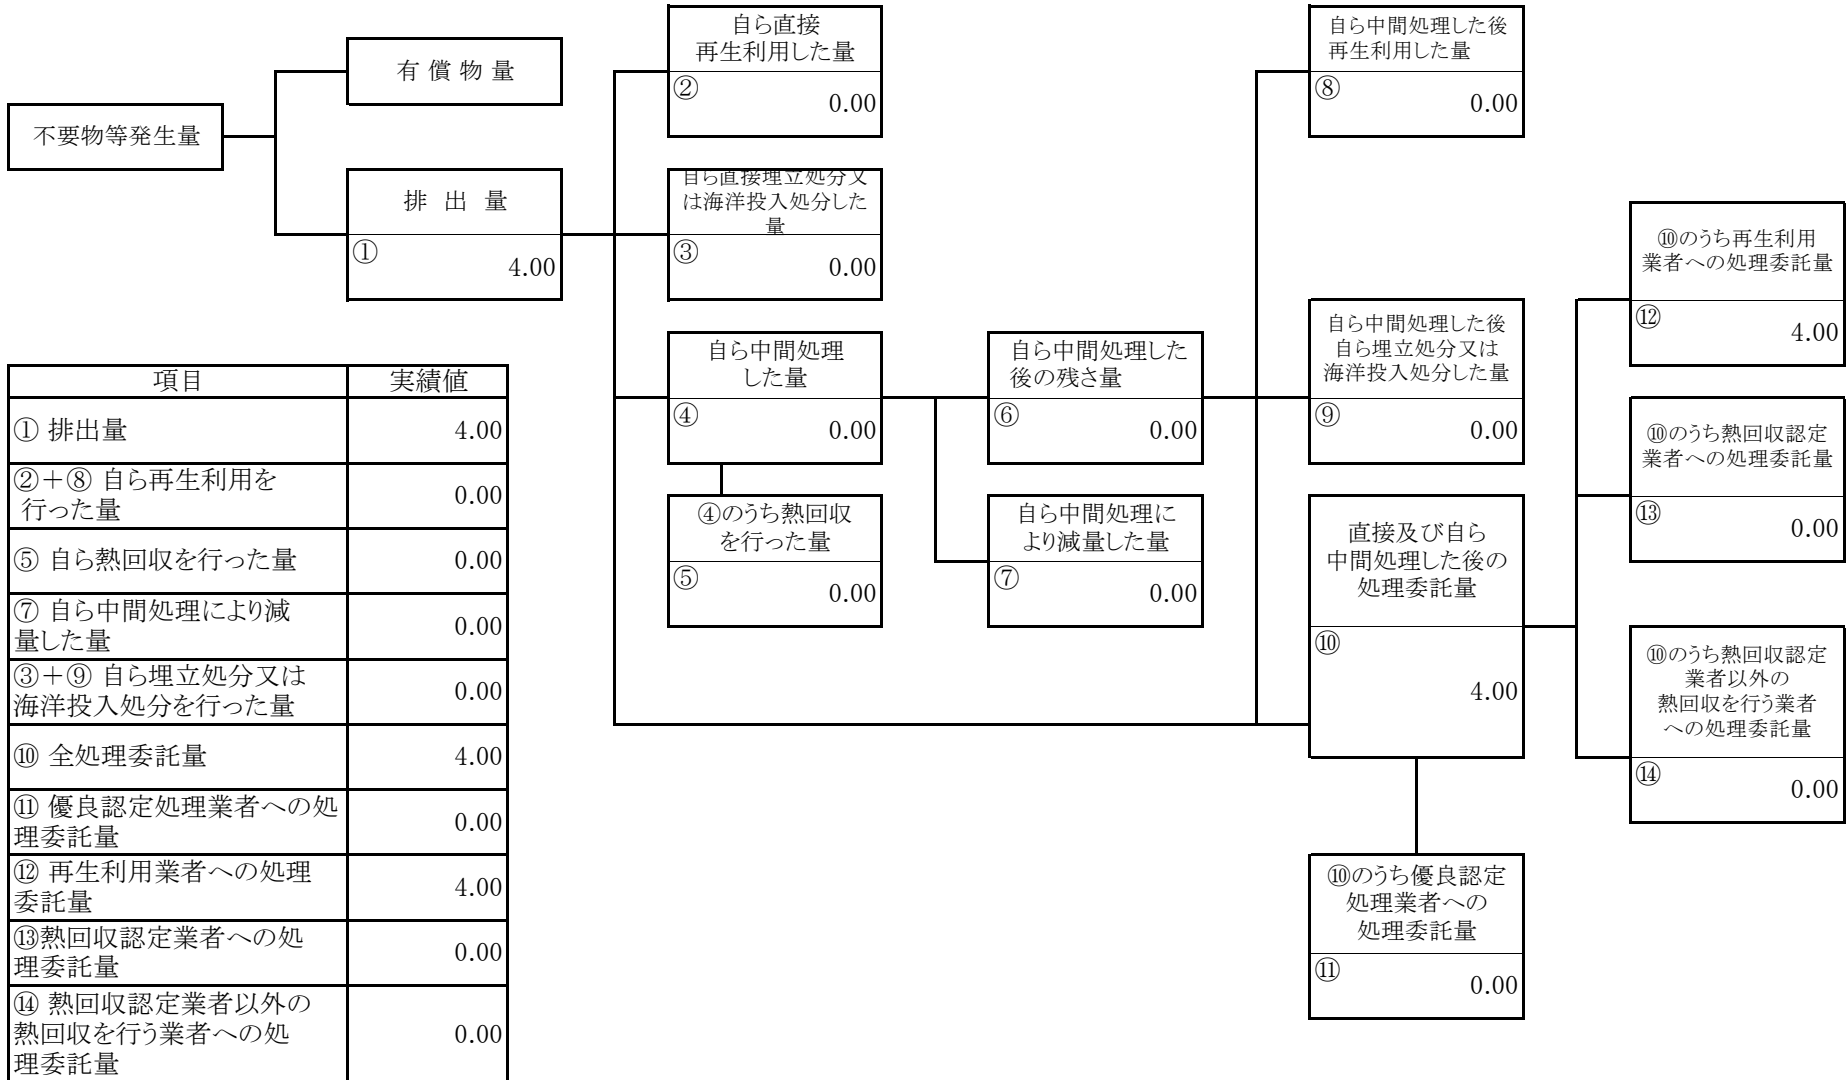 不要物等発生量
有 償 物 量
排 出 量
①
4.00
自ら直接
再生利用した量
②
0.00
自ら直接埋立処分又
は海洋投入処分した
量
③
0.00
自ら中間処理
した量
④
0.00
④のうち熱回収
を行った量
⑤
0.00
自ら中間処理した
後の残さ量
⑥
0.00
自ら中間処理に
より減量した量
⑦
0.00
自ら中間処理した後
再生利用した量
⑧
0.00
自ら中間処理した後
自ら埋立処分又は
海洋投入処分した量
⑨
0.00
直接及び自ら
中間処理した後の
処理委託量
⑩
4.00
⑩のうち優良認定
処理業者への
処理委託量
⑪
0.00
⑩のうち再生利用
業者への処理委託量
⑫
4.00
⑩のうち熱回収認定
業者への処理委託量
⑬
0.00
⑩のうち熱回収認定
業者以外の
熱回収を行う業者
への処理委託量
⑭
0.00
項目 実績値
① 排出量 4.00
②＋⑧ 自ら再生利用を
行った量 0.00
⑤ 自ら熱回収を行った量 0.00
⑦ 自ら中間処理により減
量した量 0.00
③＋⑨ 自ら埋立処分又は
海洋投入処分を行った量 0.00
⑩ 全処理委託量 4.00
⑪ 優良認定処理業者への処
理委託量 0.00
⑫ 再生利用業者への処理
委託量 4.00
⑬熱回収認定業者への処
理委託量 0.00
⑭ 熱回収認定業者以外の
熱回収を行う業者への処
理委託量 0.00